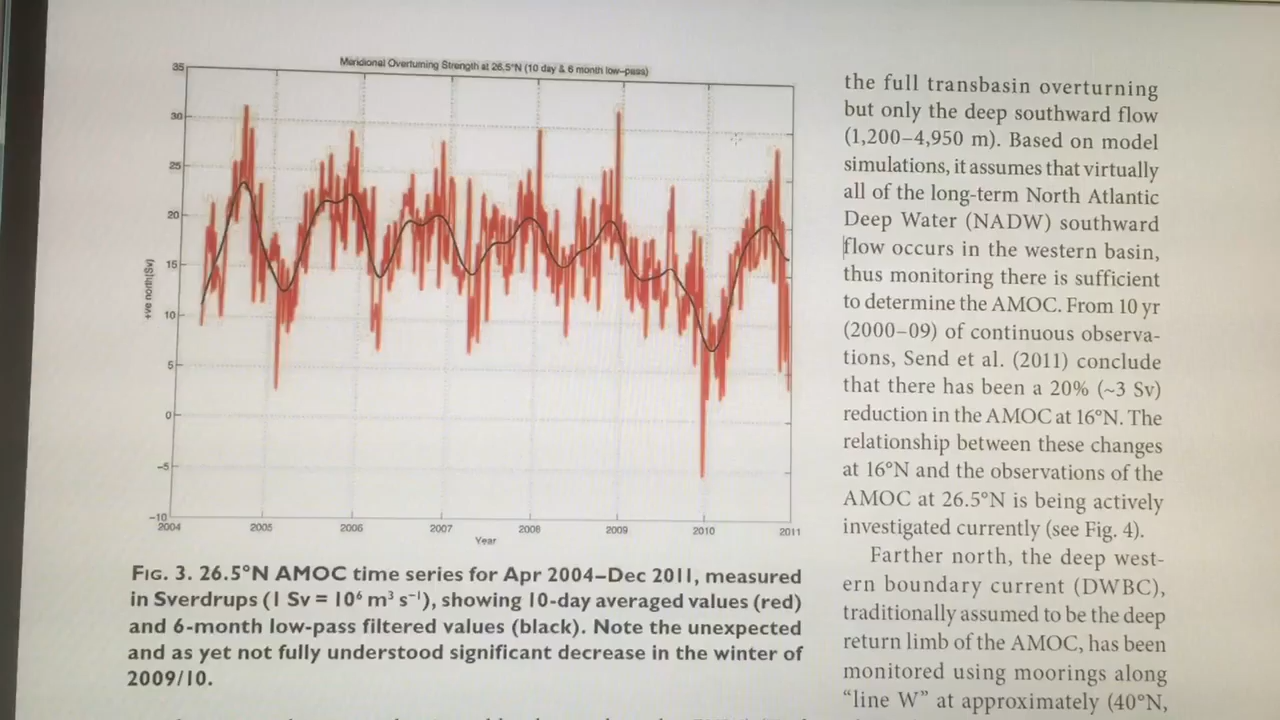 Meridional Overturning Strength at 26.5°N (10 day & 6 month low-pass)
35
30
25
20
15
10
5
0
-5
-10
+ve north(Sv)
2004 2005 2006 2007 2008 2009 2010 2011
Year
FIG. 3. 26.5°N AMOC time series for Apr 2004–Dec 2011, measured
in Sverdrups (1 Sv = 10⁶ m³ s⁻¹), showing 10-day averaged values (red)
and 6-month low-pass filtered values (black). Note the unexpected
and as yet not fully understood significant decrease in the winter of
2009/10.
the full transbasin overturning
but only the deep southward flow
(1,200–4,950 m). Based on model
simulations, it assumes that virtually
all of the long-term North Atlantic
Deep Water (NADW) southward
flow occurs in the western basin,
thus monitoring there is sufficient
to determine the AMOC. From 10 yr
(2000–09) of continuous observa-
tions, Send et al. (2011) conclude
that there has been a 20% (~3 Sv)
reduction in the AMOC at 16°N. The
relationship between these changes
at 16°N and the observations of the
AMOC at 26.5°N is being actively
investigated currently (see Fig. 4).
Farther north, the deep west-
ern boundary current (DWBC),
traditionally assumed to be the deep
return limb of the AMOC, has been
monitored using moorings along
“line W” at approximately (40°N,